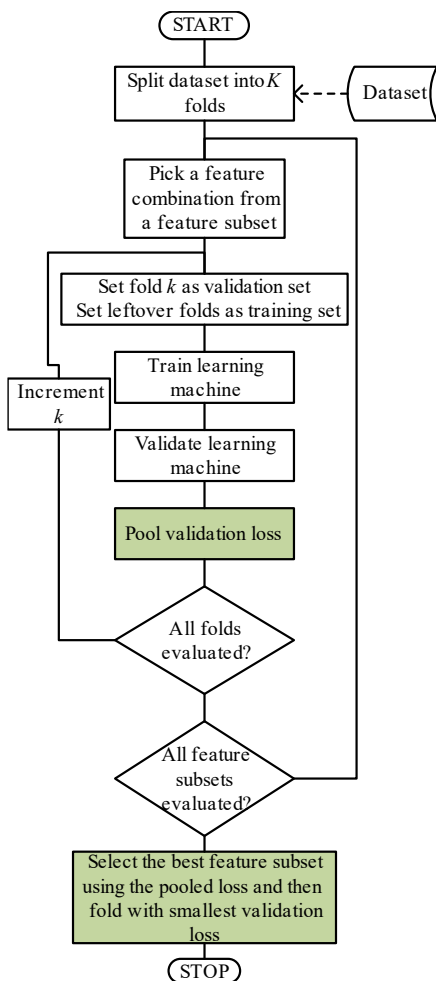 START
Split dataset into K
folds
Dataset
Pick a feature
combination from
a feature subset
Set fold k as validation set
Set leftover folds as training set
Increment
k
Train learning
machine
Validate learning
machine
Pool validation loss
All folds
evaluated?
All feature
subsets
evaluated?
Select the best feature subset
using the pooled loss and then
fold with smallest validation
loss
STOP